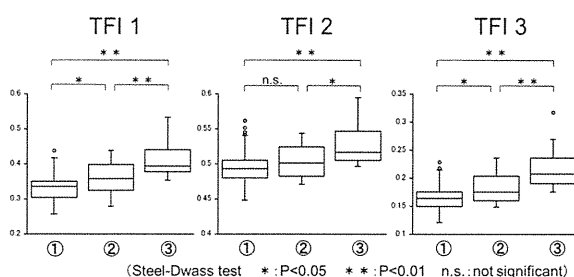 TFI 1 TFI 2 TFI 3
＊＊ ＊＊ ＊＊
＊ ＊＊ n.s. ＊ ＊ ＊＊
0.6 0.6 0.35
0.3
0.5 0.55
0.25
0.4 0.5 0.2
0.3 0.45
0.15
0.2 0.4 0.1
① ② ③ ① ② ③ ① ② ③
(Steel-Dwass test ＊:P<0.05 ＊＊:P<0.01 n.s.:not significant)